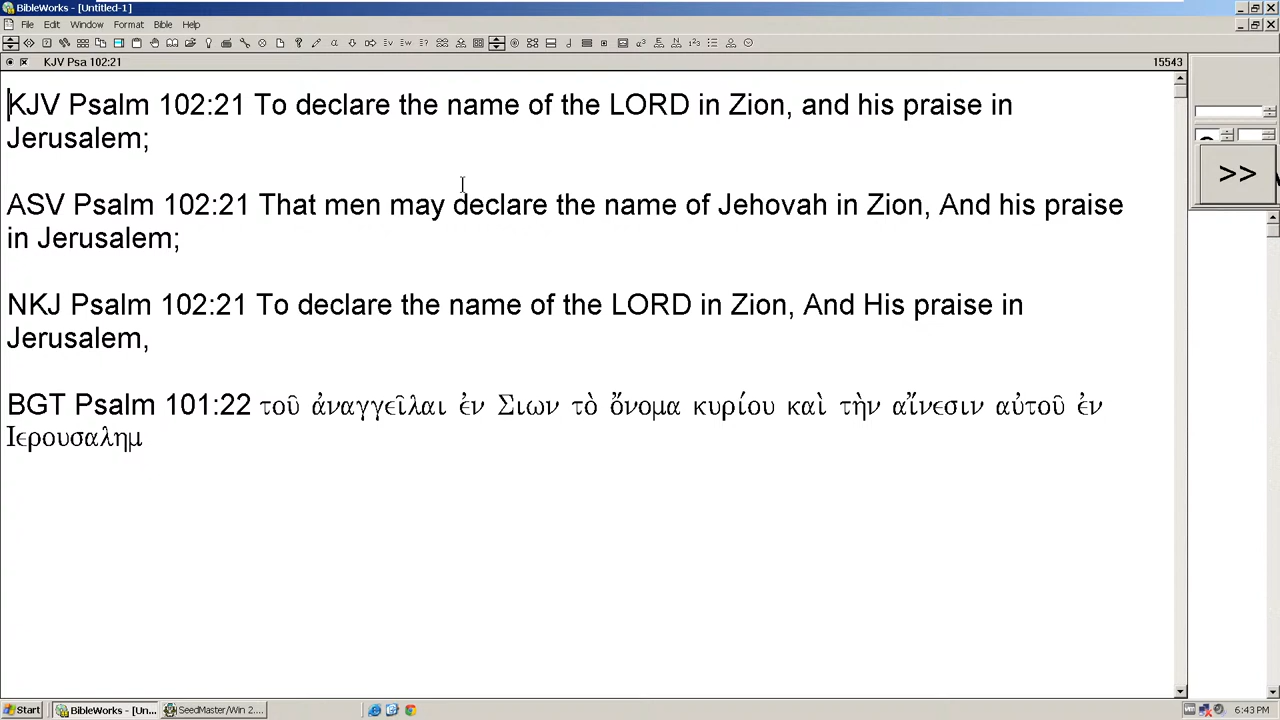 BibleWorks - [Untitled-1]
File Edit Window Format Bible Help
KJV Psa 102:21 15543
KJV Psalm 102:21 To declare the name of the LORD in Zion, and his praise in
Jerusalem;
ASV Psalm 102:21 That men may declare the name of Jehovah in Zion, And his praise
in Jerusalem;
>>
NKJ Psalm 102:21 To declare the name of the LORD in Zion, And His praise in
Jerusalem,
BGT Psalm 101:22 τοῦ ἀναγγεῖλαι ἐν Σιων τὸ ὄνομα κυρίου καὶ τὴν αἴνεσιν αὐτοῦ ἐν
Ιερουσαλημ
Start BibleWorks - [Un... SeedMaster/Win 2.... 6:43 PM